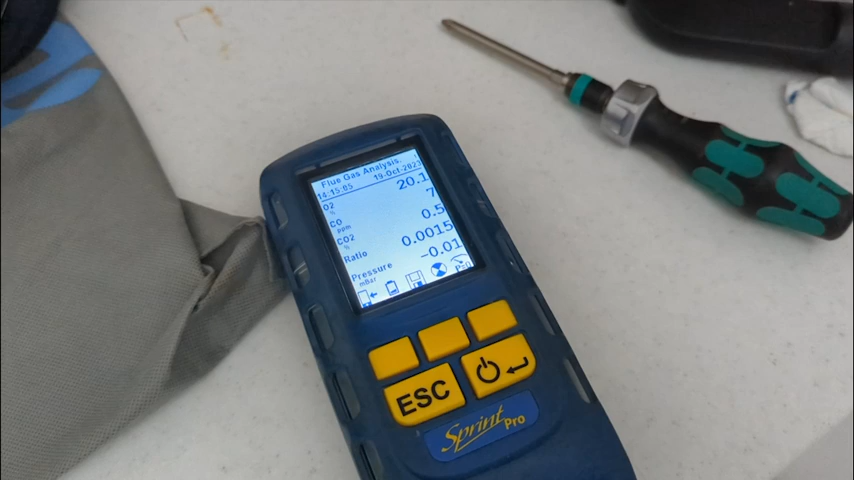 Flue Gas Analysis.
14:15:05 19-Oct-2023
O2 20.1
%
CO 7
ppm
CO2 0.5
%
Ratio 0.0015
Pressure -0.01
mBar
ESC
Sprint Pro